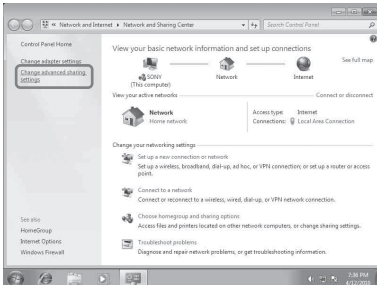 « Network and Internet ▸ Network and Sharing Center
Search Control Panel
Control Panel Home
Change adapter settings
Change advanced sharing
settings
See also
HomeGroup
Internet Options
Windows Firewall
View your basic network information and set up connections
See full map
SONY
(This computer)
Network
Internet
View your active networks
Connect or disconnect
Network
Home network
Access type: Internet
Connections: Local Area Connection
Change your networking settings
Set up a new connection or network
Set up a wireless, broadband, dial-up, ad hoc, or VPN connection; or set up a router or access
point.
Connect to a network
Connect or reconnect to a wireless, wired, dial-up, or VPN network connection.
Choose homegroup and sharing options
Access files and printers located on other network computers, or change sharing settings.
Troubleshoot problems
Diagnose and repair network problems, or get troubleshooting information.
7:36 PM
4/12/2010